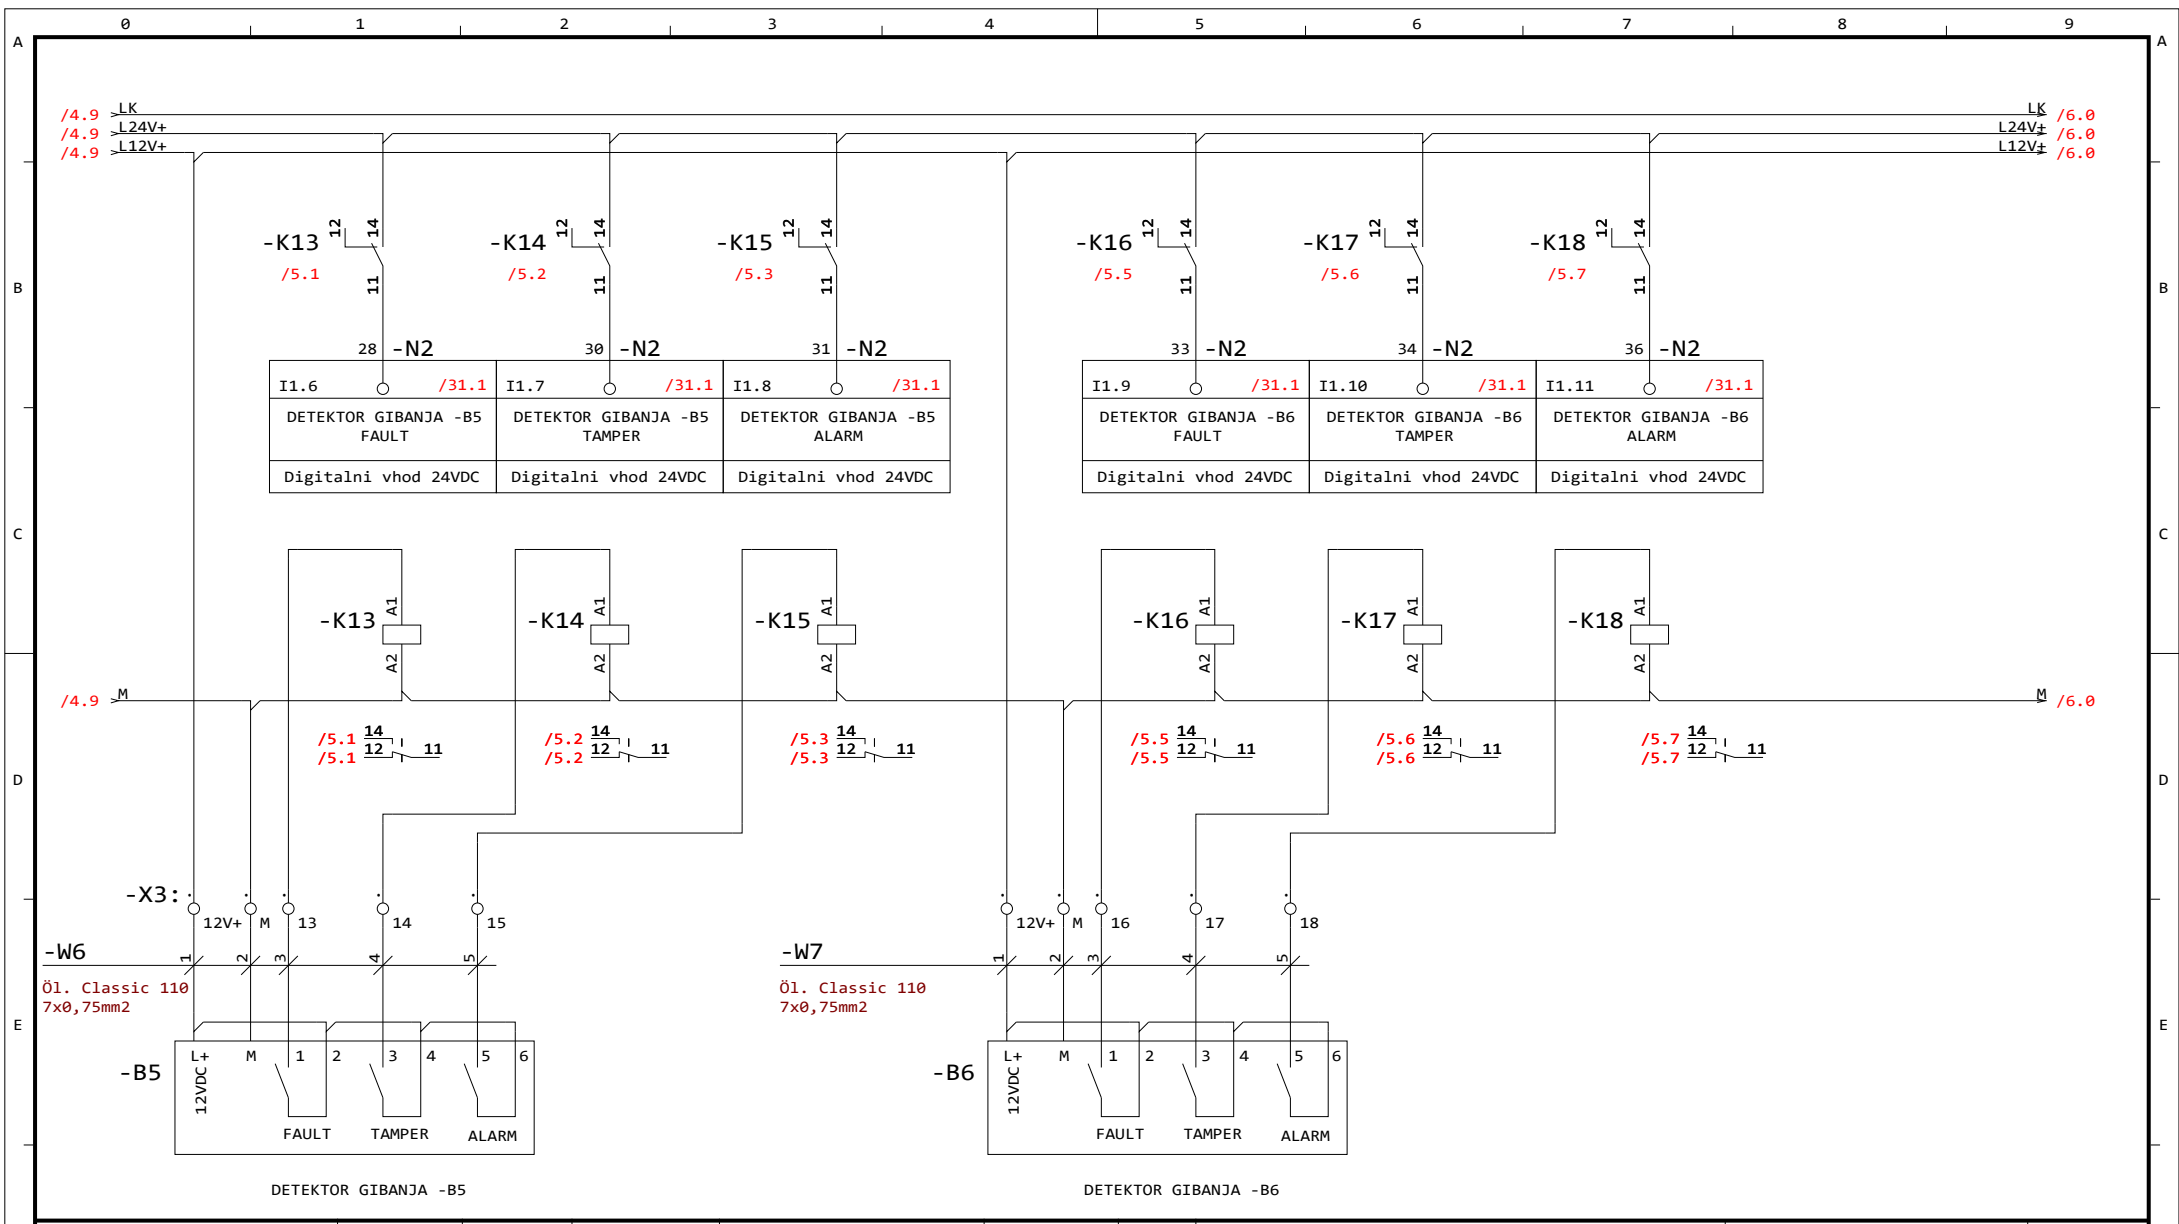 0 1 2 3 4 5 6 7 8 9
A A
/4.9 LK LK /6.0
/4.9 L24V+ L24V+ /6.0
/4.9 L12V+ L12V+ /6.0
12 14 12 14 12 14 12 14 12 14 12 14
-K13 -K14 -K15 -K16 -K17 -K18
/5.1 /5.2 /5.3 /5.5 /5.6 /5.7
11 11 11 11 11 11
B B
28 -N2 30 -N2 31 -N2 33 -N2 34 -N2 36 -N2
I1.6 /31.1 I1.7 /31.1 I1.8 /31.1 I1.9 /31.1 I1.10 /31.1 I1.11 /31.1
DETEKTOR GIBANJA -B5 DETEKTOR GIBANJA -B5 DETEKTOR GIBANJA -B5 DETEKTOR GIBANJA -B6 DETEKTOR GIBANJA -B6 DETEKTOR GIBANJA -B6
FAULT TAMPER ALARM FAULT TAMPER ALARM
Digitalni vhod 24VDC Digitalni vhod 24VDC Digitalni vhod 24VDC Digitalni vhod 24VDC Digitalni vhod 24VDC Digitalni vhod 24VDC
C C
A1 A1 A1 A1 A1 A1
-K13 -K14 -K15 -K16 -K17 -K18
A2 A2 A2 A2 A2 A2
/4.9 M M /6.0
/5.1 14 /5.2 14 /5.3 14 /5.5 14 /5.6 14 /5.7 14
/5.1 12 11 /5.2 12 11 /5.3 12 11 /5.5 12 11 /5.6 12 11 /5.7 12 11
D D
-X3:
12V+ M 13 14 15 12V+ M 16 17 18
-W6 1 2 3 4 5 -W7 1 2 3 4 5
Öl. Classic 110 Öl. Classic 110
7x0,75mm2 7x0,75mm2
E E
L+ M 1 2 3 4 5 6 L+ M 1 2 3 4 5 6
-B5 12VDC -B6 12VDC
FAULT TAMPER ALARM FAULT TAMPER ALARM
DETEKTOR GIBANJA -B5 DETEKTOR GIBANJA -B6